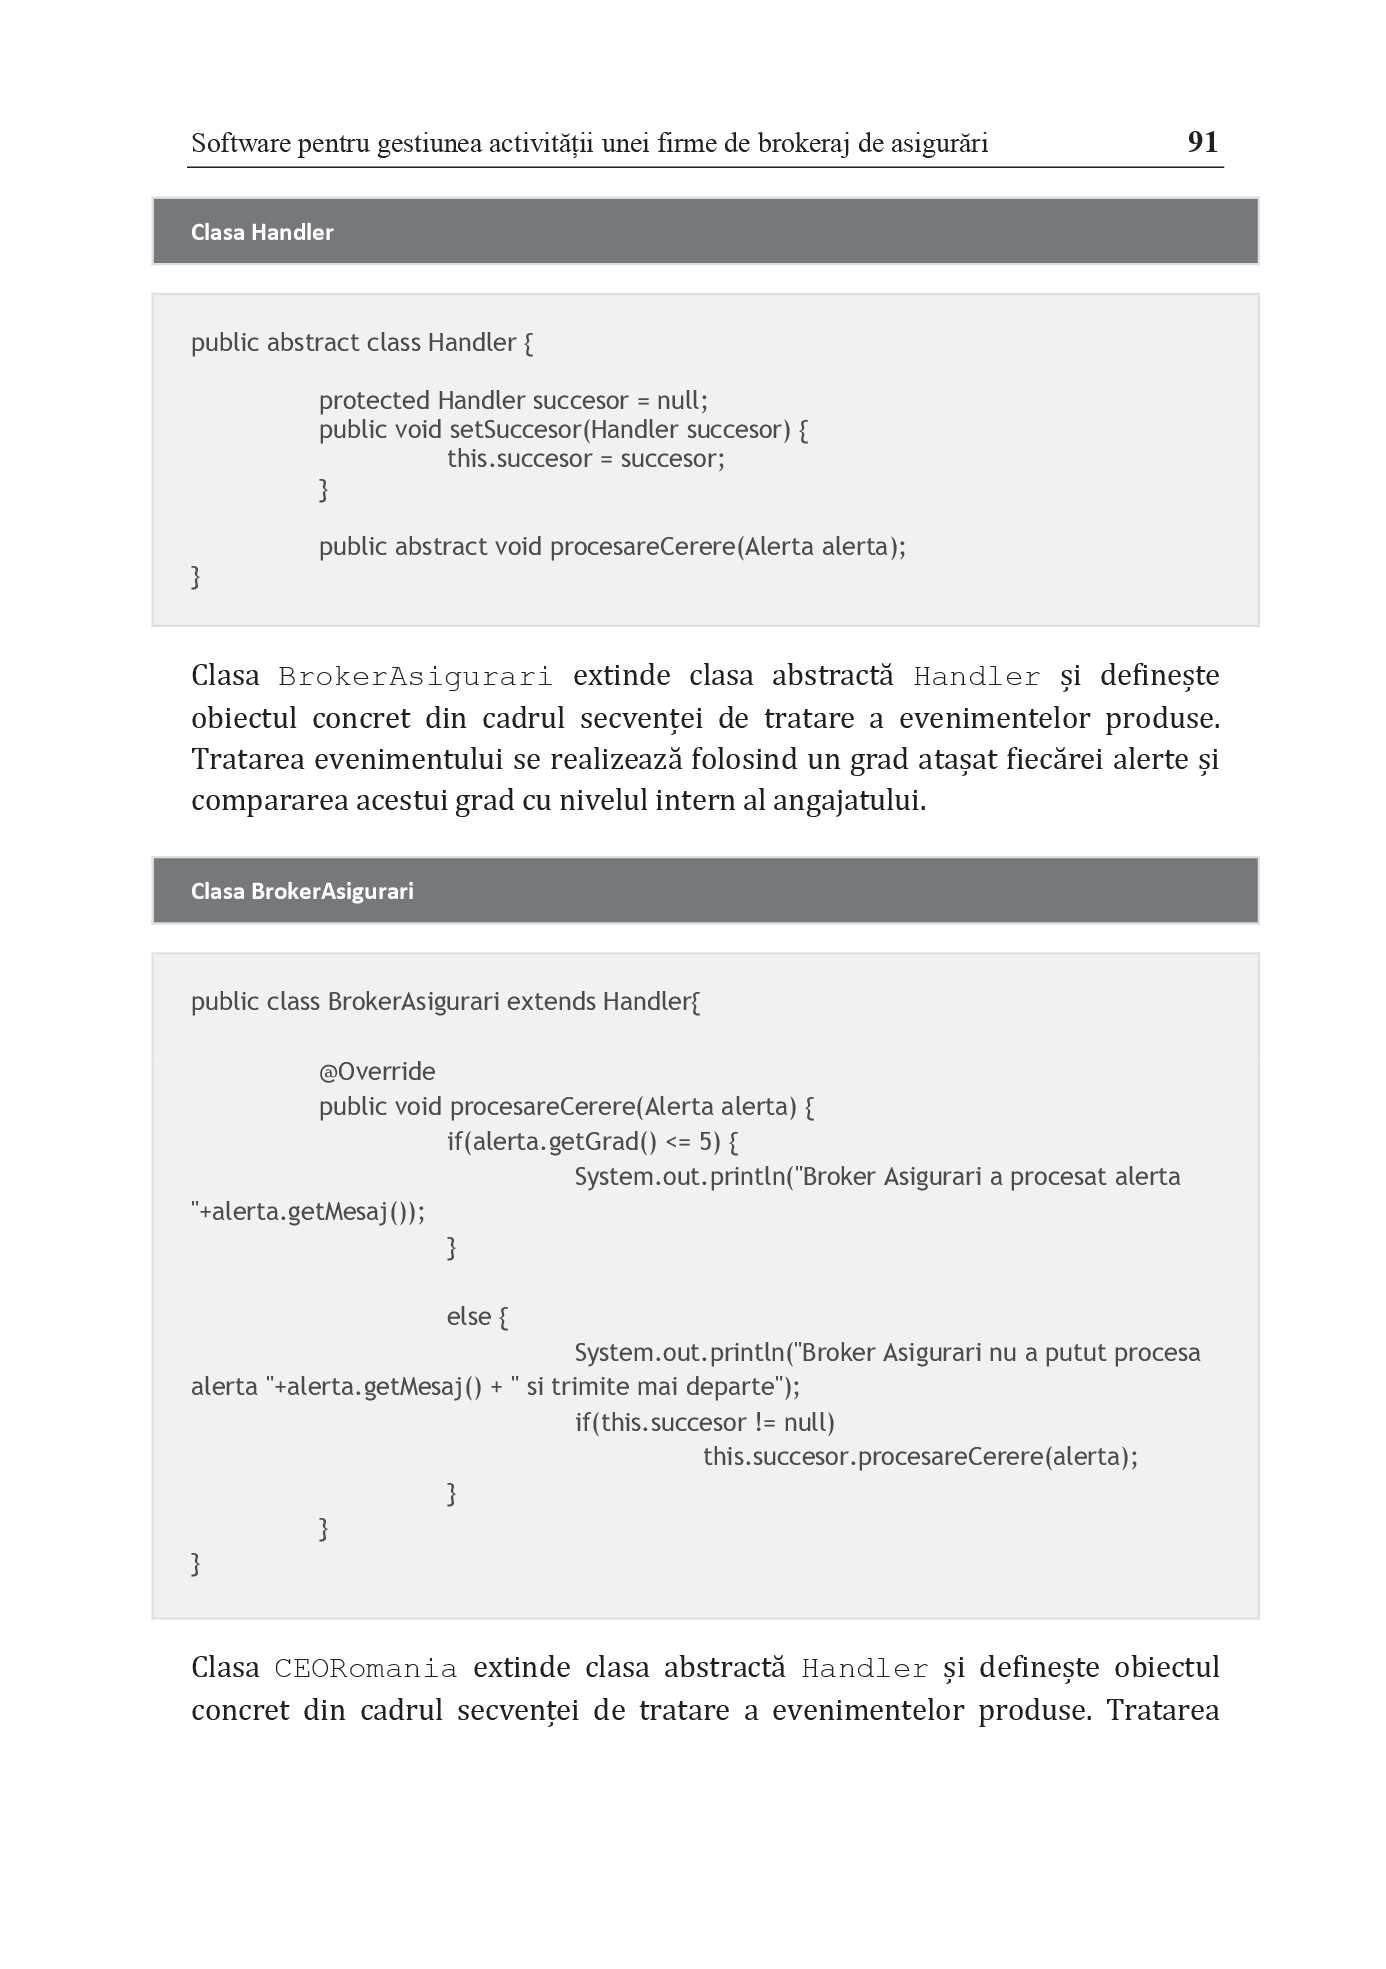 Software pentru gestiunea activității unei firme de brokeraj de asigurări 91
Clasa Handler
public abstract class Handler {
protected Handler succesor = null;
public void setSuccesor(Handler succesor) {
this.succesor = succesor;
}
public abstract void procesareCerere(Alerta alerta);
}
Clasa BrokerAsigurari extinde clasa abstractă Handler și definește
obiectul concret din cadrul secvenței de tratare a evenimentelor produse.
Tratarea evenimentului se realizează folosind un grad atașat fiecărei alerte și
compararea acestui grad cu nivelul intern al angajatului.
Clasa BrokerAsigurari
public class BrokerAsigurari extends Handler{
@Override
public void procesareCerere(Alerta alerta) {
if(alerta.getGrad() <= 5) {
System.out.println("Broker Asigurari a procesat alerta
"+alerta.getMesaj());
}
else {
System.out.println("Broker Asigurari nu a putut procesa
alerta "+alerta.getMesaj() + " si trimite mai departe");
if(this.succesor != null)
this.succesor.procesareCerere(alerta);
}
}
}
Clasa CEORomania extinde clasa abstractă Handler și definește obiectul
concret din cadrul secvenței de tratare a evenimentelor produse. Tratarea